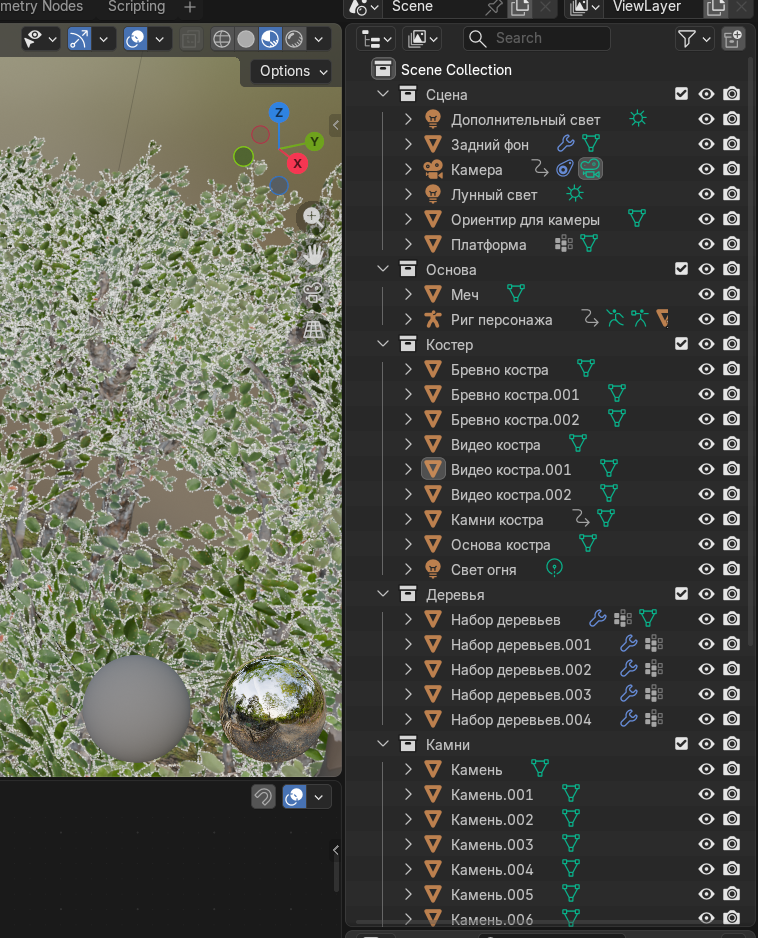 metry Nodes
Scripting
+
Scene
ViewLayer
Search
Options
Scene Collection
Z
Y
X
Сцена
Дополнительный свет
Задний фон
Камера
Лунный свет
Ориентир для камеры
Платформа
Основа
Меч
Риг персонажа
Костер
Бревно костра
Бревно костра.001
Бревно костра.002
Видео костра
Видео костра.001
Видео костра.002
Камни костра
Основа костра
Свет огня
Деревья
Набор деревьев
Набор деревьев.001
Набор деревьев.002
Набор деревьев.003
Набор деревьев.004
Камни
Камень
Камень.001
Камень.002
Камень.003
Камень.004
Камень.005
Камень.006